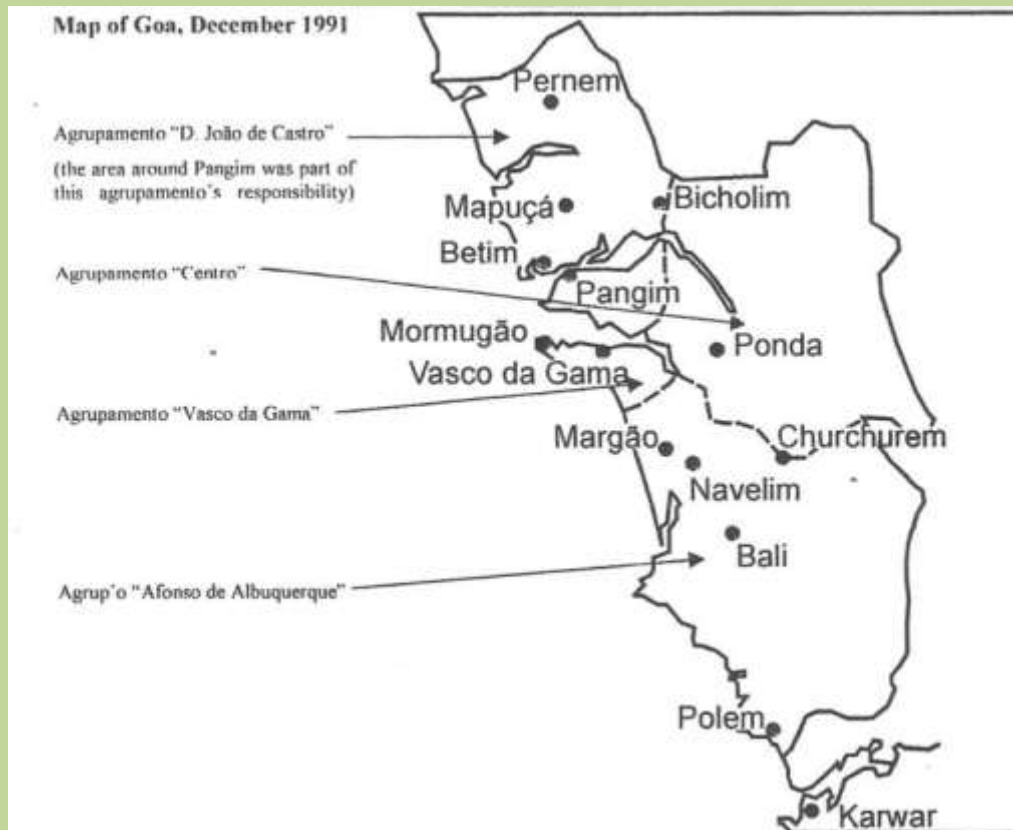 Map of Goa, December 1991
Pernem
Agrupamento "D. João de Castro"
(the area around Pangim was part of
this agrupamento´s responsibility)
Mapuçá
Bicholim
Betim
Agrupamento "Centro"
Pangim
Mormugão
Ponda
Vasco da Gama
Agrupamento "Vasco da Gama"
Margão
Churchurem
Navelim
Bali
Agrup´o "Afonso de Albuquerque"
Polem
Karwar